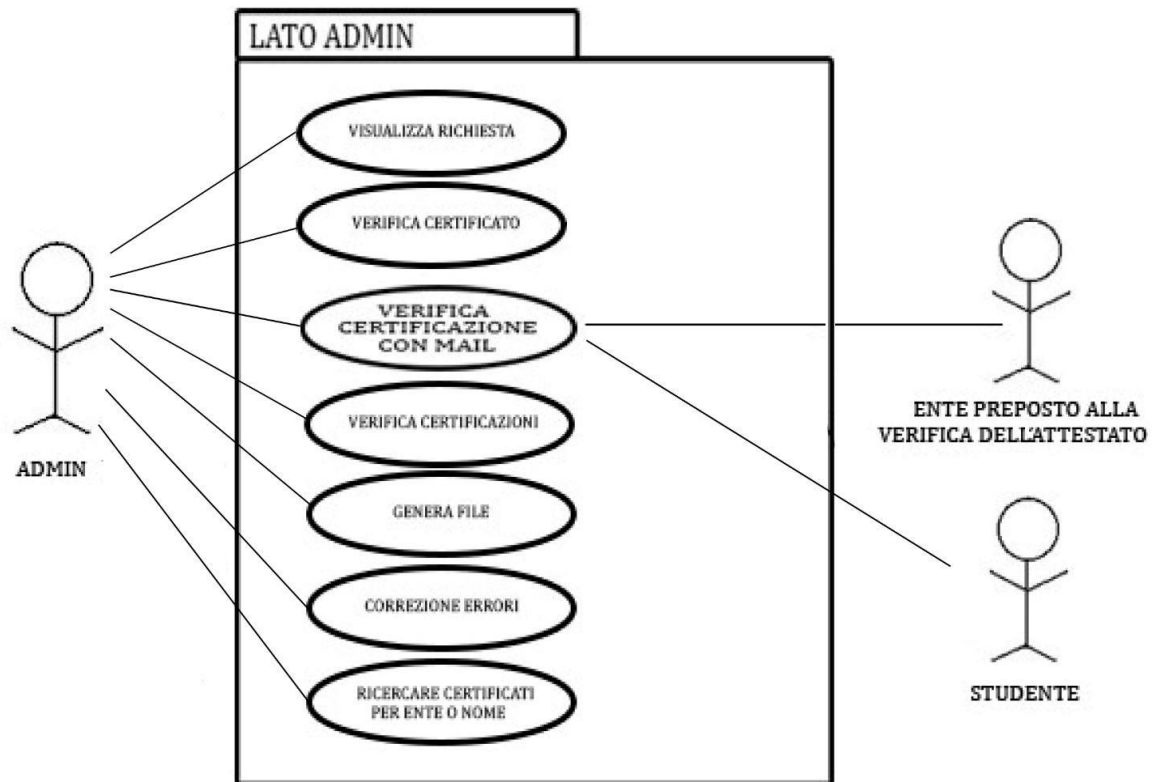 LATO ADMIN
VISUALIZZA RICHIESTA
VERIFICA CERTIFICATO
VERIFICA
CERTIFICAZIONE
CON MAIL
VERIFICA CERTIFICAZIONI
GENERA FILE
CORREZIONE ERRORI
RICERCARE CERTIFICATI
PER ENTE O NOME
ADMIN
ENTE PREPOSTO ALLA
VERIFICA DELL'ATTESTATO
STUDENTE